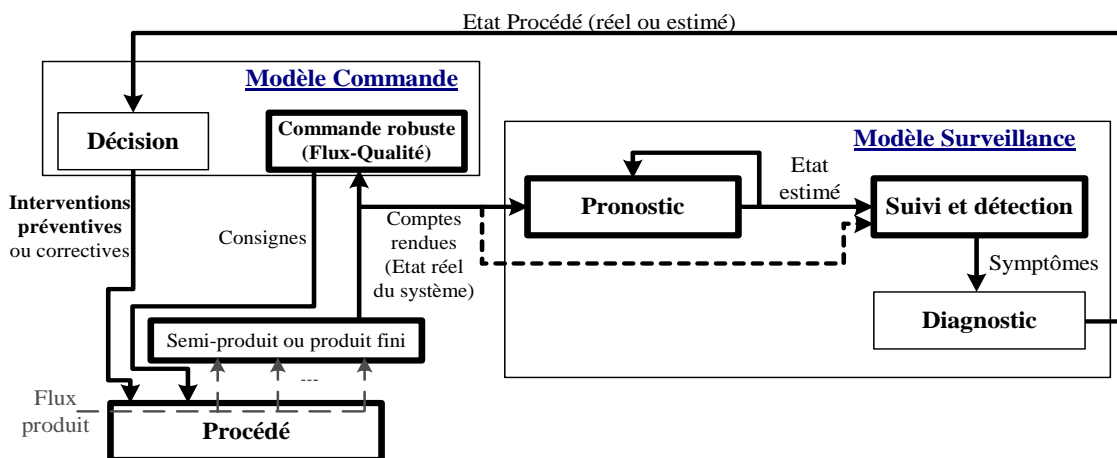 Etat Procédé (réel ou estimé)
Modèle Commande
Décision
Commande robuste
(Flux-Qualité)
Modèle Surveillance
Pronostic
Etat
estimé
Suivi et détection
Interventions
préventives
ou correctives
Consignes
Comptes
rendues
(Etat réel
du système)
Symptômes
Diagnostic
Semi-produit ou produit fini
---
Flux
produit
Procédé